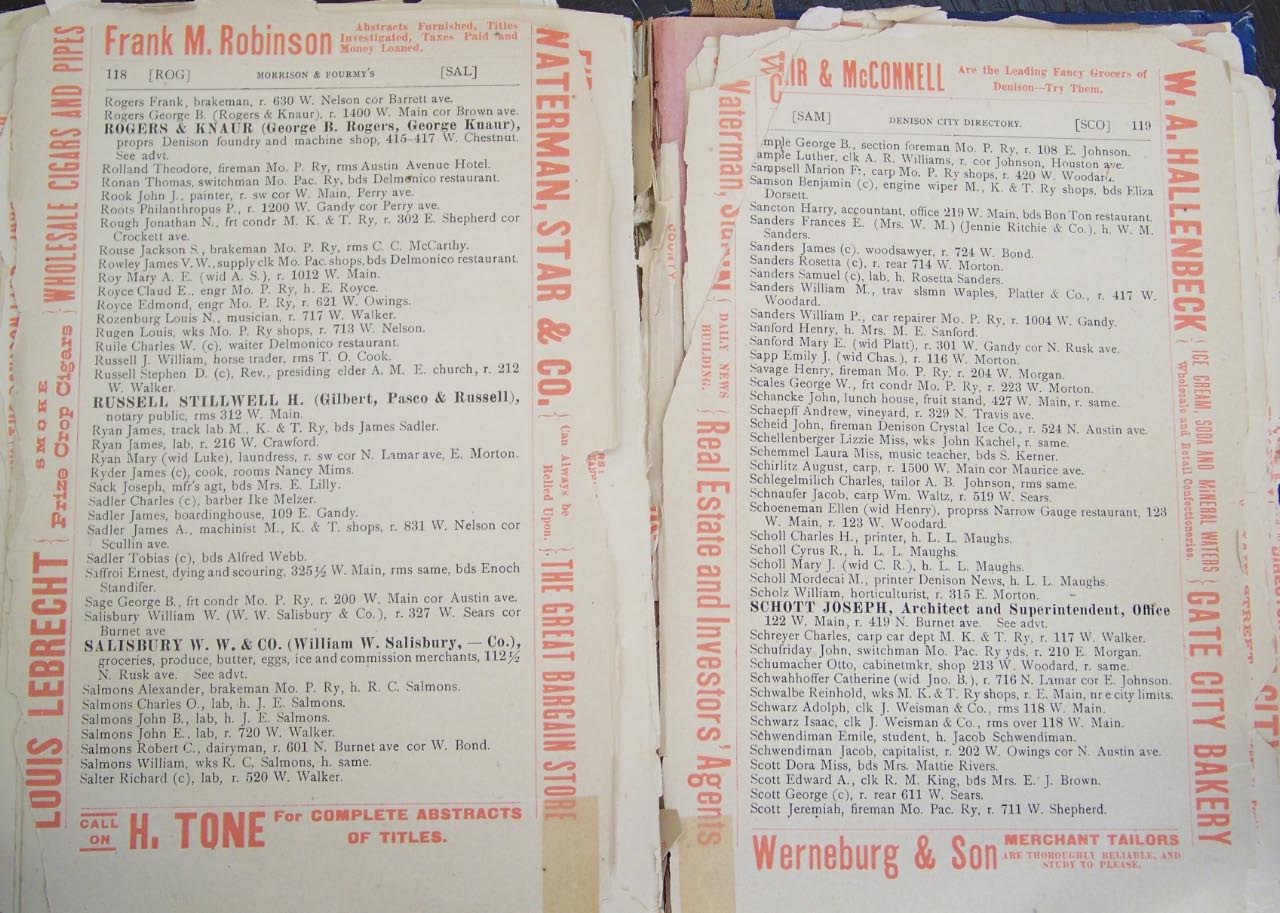 Frank M. Robinson
Abstracts Furnished, Titles
Investigated, Taxes Paid and
Money Loaned.
118 [ROG] MORRISON & FOURMY'S [SAL]
Rogers Frank, brakeman, r. 630 W. Nelson cor Barrett ave.
Rogers George B. (Rogers & Knaur), r. 1400 W. Main cor Brown ave.
ROGERS & KNAUR (George B. Rogers, George Knaur),
proprs Denison foundry and machine shop, 415-417 W. Chestnut.
See advt.
Rolland Theodore, fireman Mo. P. Ry, rms Austin Avenue Hotel.
Ronan Thomas, switchman Mo. Pac. Ry, bds Delmonico restaurant.
Rook John J., painter, r. sw cor W. Main, Perry ave.
Roots Philanthropus P., r. 1200 W. Gandy cor Perry ave.
Rough Jonathan N., frt condr M. K. & T. Ry, r. 302 E. Shepherd cor
Crockett ave.
Rouse Jackson S., brakeman Mo. P. Ry, rms C. C. McCarthy.
Rowley James V. W., supply clk Mo. Pac. shops, bds Delmonico restaurant.
Roy Mary A. E. (wid A. S.), r. 1012 W. Main.
Royce Claud E., engr Mo. P. Ry, h. E. Royce.
Royce Edmond, engr Mo. P. Ry, r. 621 W. Owings.
Rozenburg Louis N., musician, r. 717 W. Walker.
Rugen Louis, wks Mo. P. Ry shops, r. 713 W. Nelson.
Ruile Charles W. (c), waiter Delmonico restaurant.
Russell J. William, horse trader, rms T. O. Cook.
Russell Stephen D. (c), Rev., presiding elder A. M. E. church, r. 212
W. Walker.
RUSSELL STILLWELL H. (Gilbert, Pasco & Russell),
notary public, rms 312 W. Main.
Ryan James, track lab M., K. & T. Ry, bds James Sadler.
Ryan James, lab, r. 216 W. Crawford.
Ryan Mary (wid Luke), laundress, r. sw cor N. Lamar ave, E. Morton.
Ryder James (c), cook, rooms Nancy Mims.
Sack Joseph, mfr's agt, bds Mrs. E. Lilly.
Sadler Charles (c), barber Ike Melzer.
Sadler James, boardinghouse, 109 E. Gandy.
Sadler James A., machinist M., K. & T. shops, r. 831 W. Nelson cor
Scullin ave.
Sadler Tobias (c), bds Alfred Webb.
Saffroi Ernest, dying and scouring, 325½ W. Main, rms same, bds Enoch
Standifer.
Sage George B., frt condr Mo. P. Ry, r. 200 W. Main cor Austin ave.
Salisbury William W. (W. W. Salisbury & Co.), r. 327 W. Sears cor
Burnet ave
SALISBURY W. W. & CO. (William W. Salisbury, — Co.),
groceries, produce, butter, eggs, ice and commission merchants, 112½
N. Rusk ave. See advt.
Salmons Alexander, brakeman Mo. P. Ry, h. R. C. Salmons.
Salmons Charles O., lab, h. J. E. Salmons.
Salmons John B., lab, h. J. E. Salmons.
Salmons John E., lab, r. 720 W. Walker.
Salmons Robert C., dairyman, r. 601 N. Burnet ave cor W. Bond.
Salmons William, wks R. C. Salmons, h. same.
Salter Richard (c), lab, r. 520 W. Walker.
CALL
ON
H. TONE
For COMPLETE ABSTRACTS
OF TITLES.
LOUIS LEBRECHT
SMOKE
Prize Crop Cigars
WHOLESALE CIGARS AND PIPES
WATERMAN, STAR & CO.
Can Always be
Relied Upon.
THE GREAT BARGAIN STORE
COUNTY
IR & McCONNELL
Are the Leading Fancy Grocers of
Denison—Try Them.
[SAM] DENISON CITY DIRECTORY. [SCO] 119
mple George B., section foreman Mo. P. Ry, r. 108 E. Johnson.
ample Luther, clk A. R. Williams, r. cor Johnson, Houston ave.
Sampsell Marion F., carp Mo. P. Ry shops, r. 420 W. Woodard.
Samson Benjamin (c), engine wiper M., K. & T. Ry shops, bds Eliza
Dorsett.
Sancton Harry, accountant, office 219 W. Main, bds Bon Ton restaurant.
Sanders Frances E. (Mrs. W. M.) (Jennie Ritchie & Co.), h. W. M.
Sanders.
Sanders James (c), woodsawyer, r. 724 W. Bond.
Sanders Rosetta (c), r. rear 714 W. Morton.
Sanders Samuel (c), lab, h. Rosetta Sanders.
Sanders William M., trav slsmn Waples, Platter & Co., r. 417 W.
Woodard.
Sanders William P., car repairer Mo. P. Ry, r. 1004 W. Gandy.
Sanford Henry, h. Mrs. M. E. Sanford.
Sanford Mary E. (wid Platt), r. 301 W. Gandy cor N. Rusk ave.
Sapp Emily J. (wid Chas.), r. 116 W. Morton.
Savage Henry, fireman Mo. P. Ry, r. 204 W. Morgan.
Scales George W., frt condr Mo. P. Ry, r. 223 W. Morton.
Schancke John, lunch house, fruit stand, 427 W. Main, r. same.
Schaepff Andrew, vineyard, r. 329 N. Travis ave.
Scheid John, fireman Denison Crystal Ice Co., r. 524 N. Austin ave.
Schellenberger Lizzie Miss, wks John Kachel, r. same.
Schemmel Laura Miss, music teacher, bds S. Kerner.
Schirlitz August, carp, r. 1500 W. Main cor Maurice ave.
Schlegelmilich Charles, tailor A. B. Johnson, rms same.
Schnaufer Jacob, carp Wm. Waltz, r. 519 W. Sears.
Schoeneman Ellen (wid Henry), proprss Narrow Gauge restaurant, 123
W. Main, r. 123 W. Woodard.
Scholl Charles H., printer, h. L. L. Maughs.
Scholl Cyrus R., h. L. L. Maughs.
Scholl Mary J. (wid C. R.), h. L. L. Maughs.
Scholl Mordecai M., printer Denison News, h. L. L. Maughs.
Scholz William, horticulturist, r. 315 E. Morton.
SCHOTT JOSEPH, Architect and Superintendent, Office
122 W. Main, r. 419 N. Burnet ave. See advt.
Schreyer Charles, carp car dept M. K. & T. Ry, r. 117 W. Walker.
Schufriday John, switchman Mo. Pac. Ry yds, r. 210 E. Morgan.
Schumacher Otto, cabinetmkr, shop 213 W. Woodard, r. same.
Schwahhoffer Catherine (wid Jno. B.), r. 716 N. Lamar cor E. Johnson.
Schwalbe Reinhold, wks M. K. & T. Ry shops, r. E. Main, nr e city limits.
Schwarz Adolph, clk J. Weisman & Co., rms 118 W. Main.
Schwarz Isaac, clk J. Weisman & Co., rms over 118 W. Main.
Schwendiman Emile, student, h. Jacob Schwendiman.
Schwendiman Jacob, capitalist, r. 202 W. Owings cor N. Austin ave.
Scott Dora Miss, bds Mrs. Mattie Rivers.
Scott Edward A., clk R. M. King, bds Mrs. E. J. Brown.
Scott George (c), r. rear 611 W. Sears.
Scott Jeremiah, fireman Mo. Pac. Ry, r. 711 W. Shepherd.
Werneburg & Son
MERCHANT TAILORS
ARE THOROUGHLY RELIABLE, AND
STUDY TO PLEASE.
Vaterman,
DAILY NEWS
BUILDING.
Real Estate and Investors' Agents
W. A. HALLENBECK
ICE CREAM, SODA AND MINERAL WATERS
Wholesale and Retail Confectioneries.
GATE CITY BAKERY
CITY